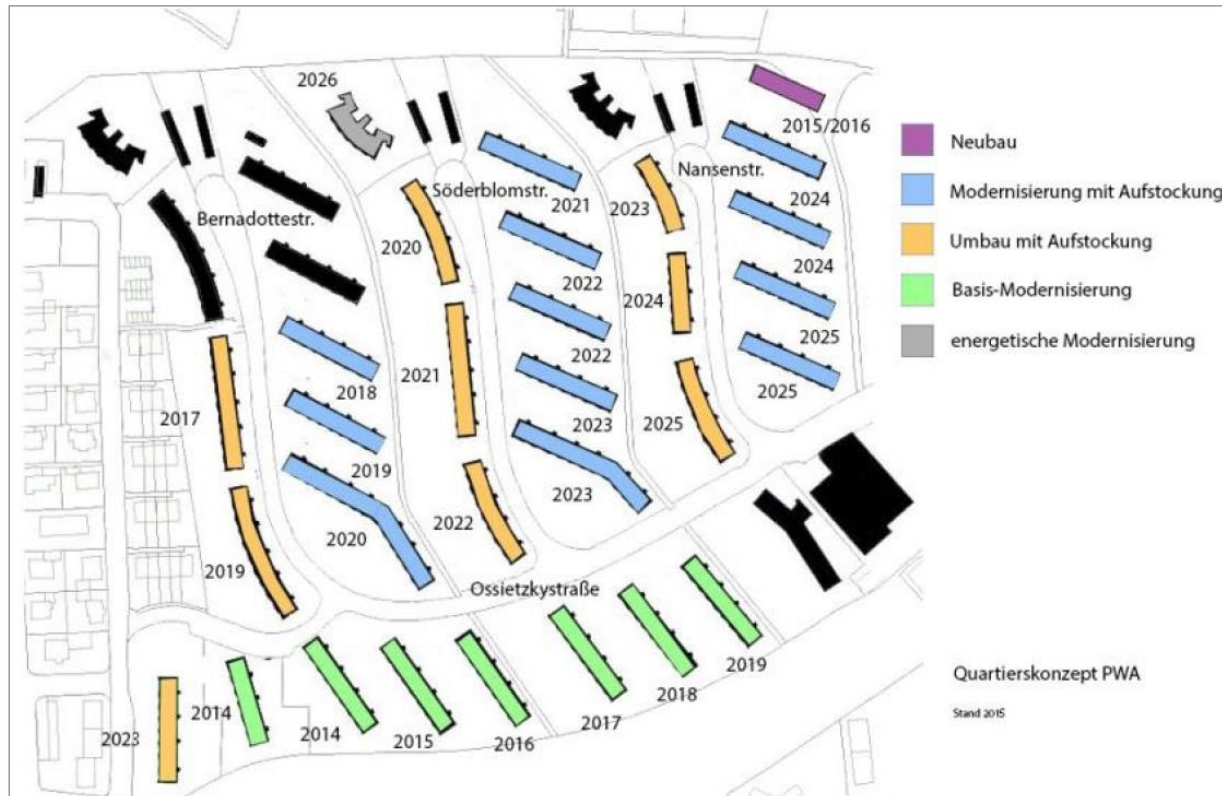 2026
2015/2016
Nansenstr.
Söderblomstr.
2021
2023
2024
Bernadottestr.
2020
2022
2024
2024
2022
2025
2018
2021
2023
2025
2017
2019
2025
2023
2022
2020
2019
Ossietzkystraße
2019
2018
2017
2014
2014
2015
2016
2023
Neubau
Modernisierung mit Aufstockung
Umbau mit Aufstockung
Basis-Modernisierung
energetische Modernisierung
Quartierskonzept PWA
Stand 2015